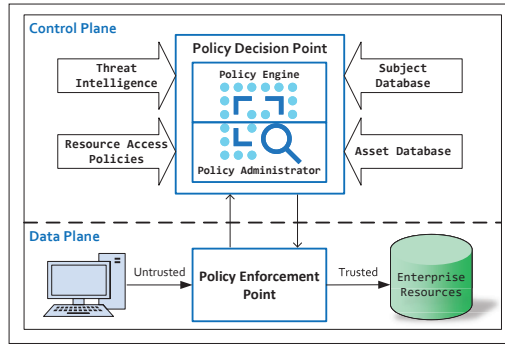 Control Plane
Policy Decision Point
Threat
Intelligence
Policy Engine
Subject
Database
Resource Access
Policies
Asset Database
Policy Administrator
Data Plane
Untrusted
Policy Enforcement
Point
Trusted
Enterprise
Resources